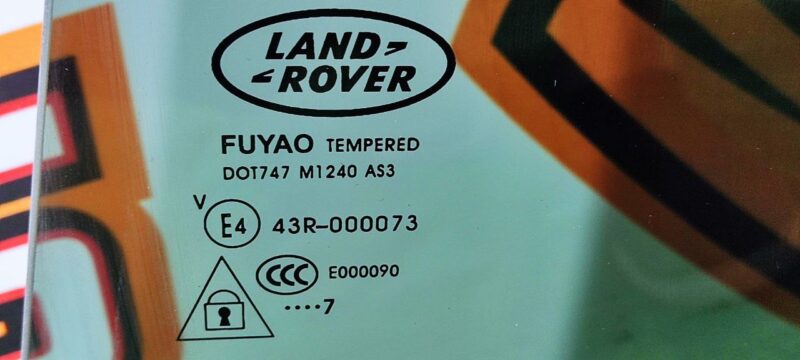 LAND
ROVER
FUYAO TEMPERED
DOT747 M1240 AS3
V
E4 43R-000073
CCC E000090
····7